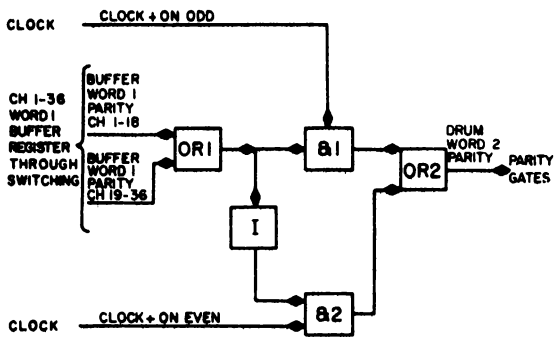 CLOCK
CLOCK + ON ODD
CH 1-36
WORD 1
BUFFER
REGISTER
THROUGH
SWITCHING
BUFFER
WORD 1
PARITY
CH 1-18
BUFFER
WORD 1
PARITY
CH 19-36
OR1
&1
DRUM
WORD 2
PARITY
OR2
PARITY
GATES
I
&2
CLOCK
CLOCK + ON EVEN